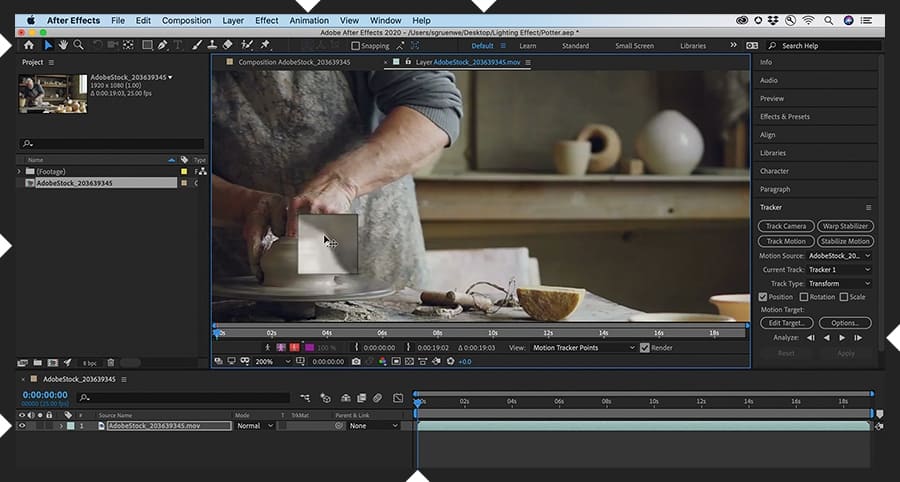 After Effects File Edit Composition Layer Effect Animation View Window Help
Adobe After Effects 2020 - /Users/sgruenwe/Desktop/Lighting Effect/Potter.aep *
Snapping Default Learn Standard Small Screen Libraries Search Help
Project Composition AdobeStock_203639345 Layer AdobeStock_203639345.mov Info
AdobeStock_203639345
1920 x 1080 (1.00)
Δ 0:00:19:03, 25.00 fps
Audio
Preview
Effects & Presets
Align
Libraries
Name Type
(Footage) F
AdobeStock_203639345
Character
Paragraph
Tracker
Track Camera Warp Stabilizer
Track Motion Stabilize Motion
Motion Source: AdobeStock_20...
Current Track: Tracker 1
Track Type: Transform
Position Rotation Scale
Motion Target:
Edit Target... Options...
Analyze:
Reset Apply
02s 04s 06s 08s 10s 12s 14s 16s 18s
100 % 0:00:00:00 0:00:19:02 Δ 0:00:19:03 View: Motion Tracker Points Render
8 bpc 200% 0:00:00:00 +0.0
AdobeStock_203639345
0:00:00:00
00000 (25.00 fps)
02s 04s 06s 08s 10s 12s 14s 16s 18s
# Source Name Mode T TrkMat Parent & Link
1 AdobeStock_203639345.mov Normal None